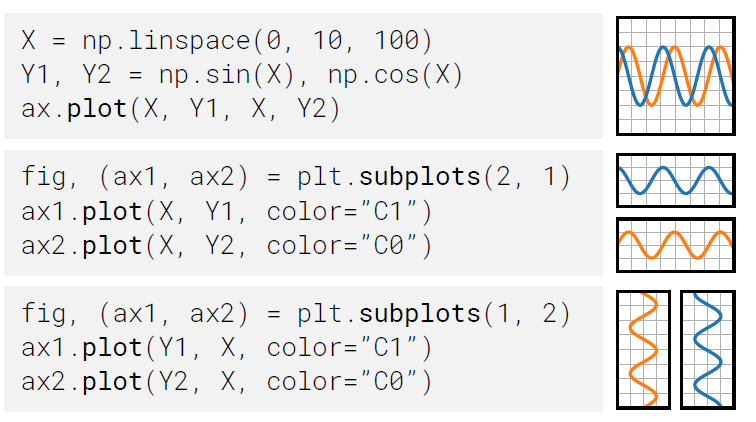 X = np.linspace(0, 10, 100)
Y1, Y2 = np.sin(X), np.cos(X)
ax.plot(X, Y1, X, Y2)
fig, (ax1, ax2) = plt.subplots(2, 1)
ax1.plot(X, Y1, color=”C1”)
ax2.plot(X, Y2, color=”C0”)
fig, (ax1, ax2) = plt.subplots(1, 2)
ax1.plot(Y1, X, color=”C1”)
ax2.plot(Y2, X, color=”C0”)